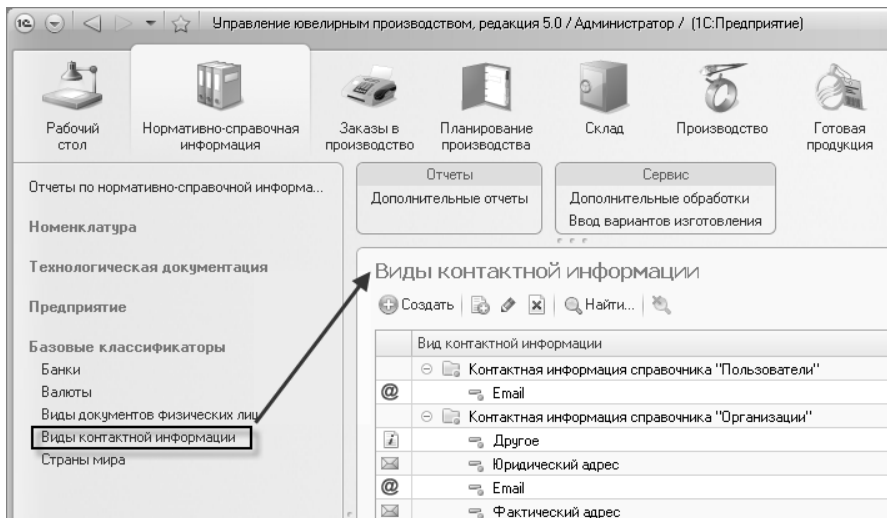 Управление ювелирным производством, редакция 5.0 / Администратор / (1С:Предприятие)
Рабочий
стол
Нормативно-справочная
информация
Заказы в
производство
Планирование
производства
Склад
Производство
Готовая
продукция
Отчеты по нормативно-справочной информа...
Номенклатура
Технологическая документация
Предприятие
Базовые классификаторы
Банки
Валюты
Виды документов физических лиц
Виды контактной информации
Страны мира
Отчеты
Дополнительные отчеты
Сервис
Дополнительные обработки
Ввод вариантов изготовления
Виды контактной информации
Создать
Найти...
Вид контактной информации
Контактная информация справочника "Пользователи"
@ Email
Контактная информация справочника "Организации"
Другое
Юридический адрес
@ Email
Фактический адрес